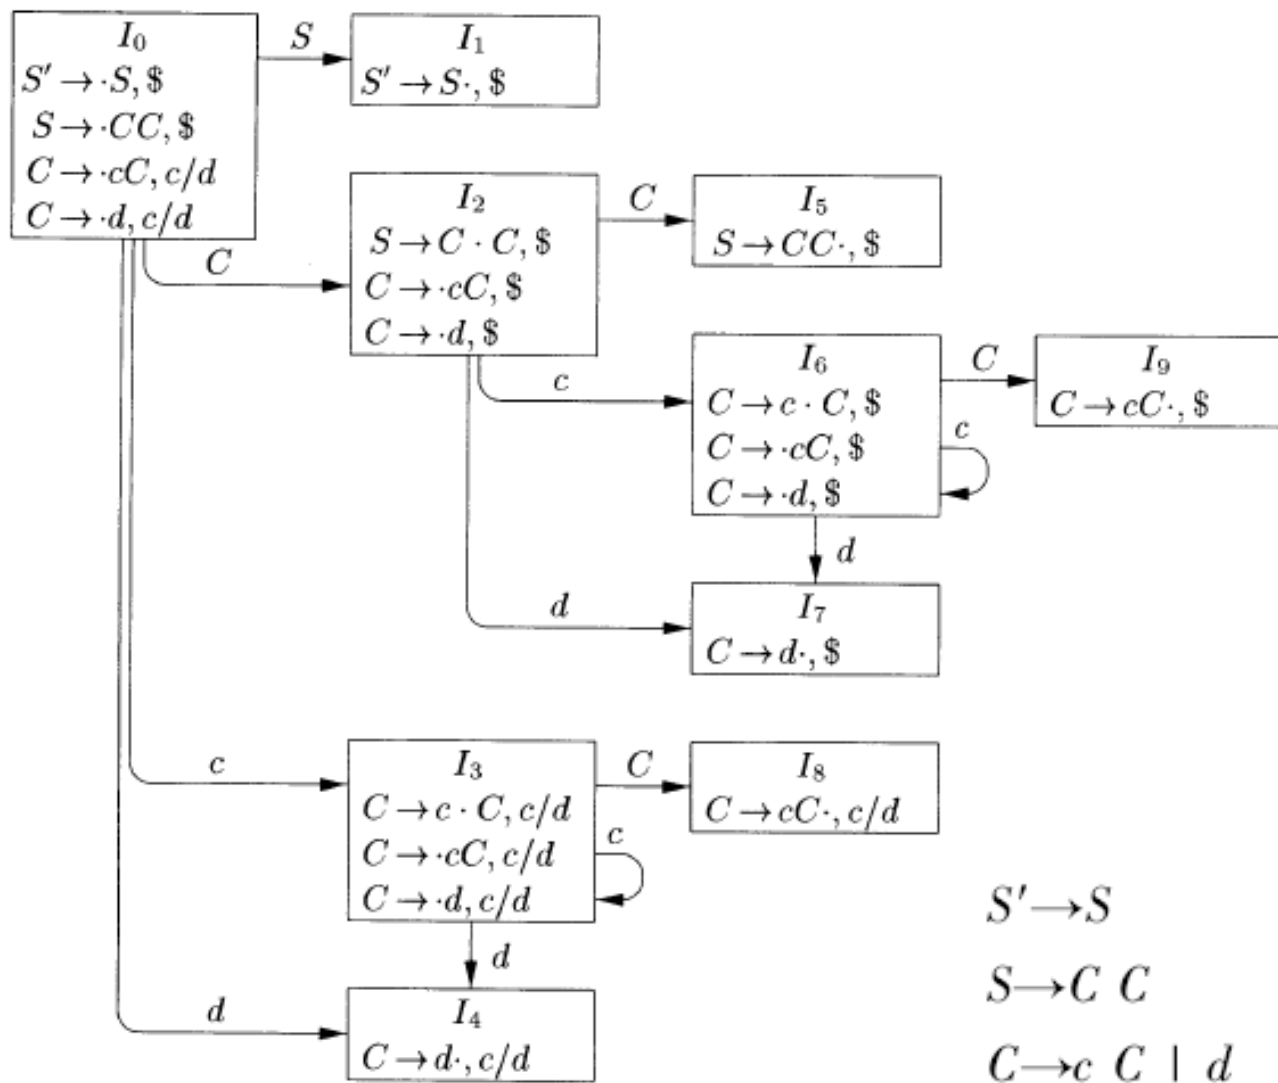 I₀
S′ → ·S, $
S → ·CC, $
C → ·cC, c/d
C → ·d, c/d
S
I₁
S′ → S·, $
C
I₂
S → C · C, $
C → ·cC, $
C → ·d, $
C
I₅
S → CC·, $
c
I₆
C → c · C, $
C → ·cC, $
C → ·d, $
C
I₉
C → cC·, $
c
d
d
I₇
C → d·, $
c
I₃
C → c · C, c/d
C → ·cC, c/d
C → ·d, c/d
C
I₈
C → cC·, c/d
c
d
d
I₄
C → d·, c/d
S′ → S
S → C C
C → c C | d